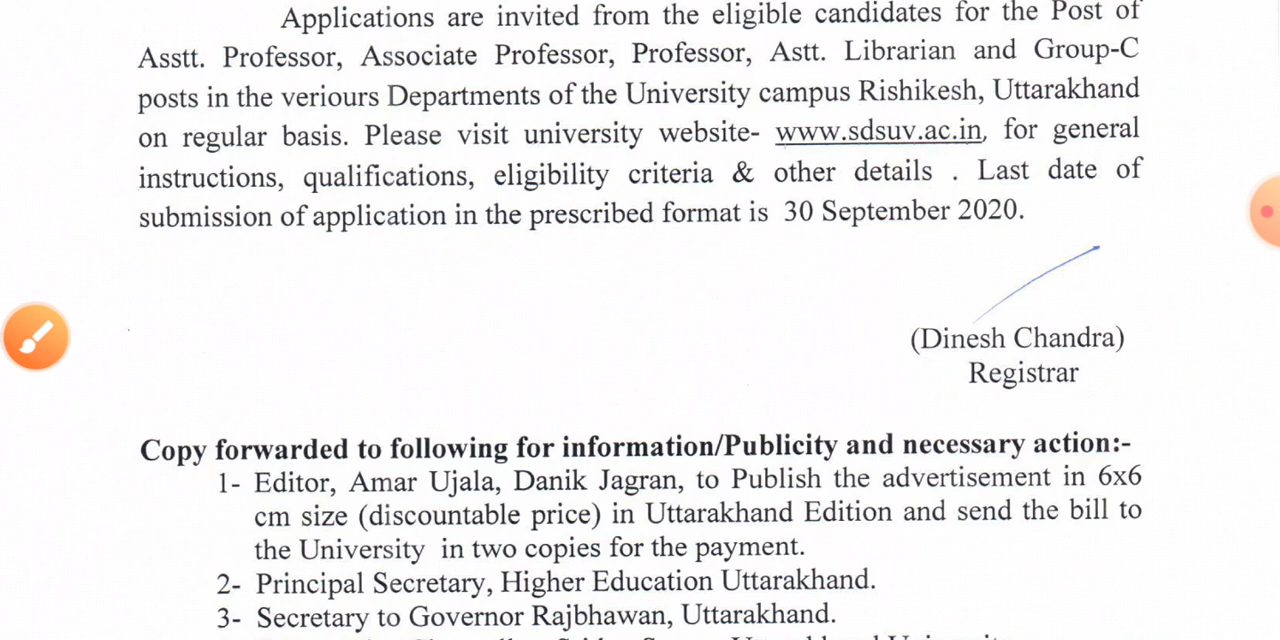 Applications are invited from the eligible candidates for the Post of
Asstt. Professor, Associate Professor, Professor, Astt. Librarian and Group-C
posts in the veriours Departments of the University campus Rishikesh, Uttarakhand
on regular basis. Please visit university website- www.sdsuv.ac.in, for general
instructions, qualifications, eligibility criteria & other details . Last date of
submission of application in the prescribed format is 30 September 2020.
(Dinesh Chandra)
Registrar
Copy forwarded to following for information/Publicity and necessary action:-
1- Editor, Amar Ujala, Danik Jagran, to Publish the advertisement in 6x6
cm size (discountable price) in Uttarakhand Edition and send the bill to
the University in two copies for the payment.
2- Principal Secretary, Higher Education Uttarakhand.
3- Secretary to Governor Rajbhawan, Uttarakhand.